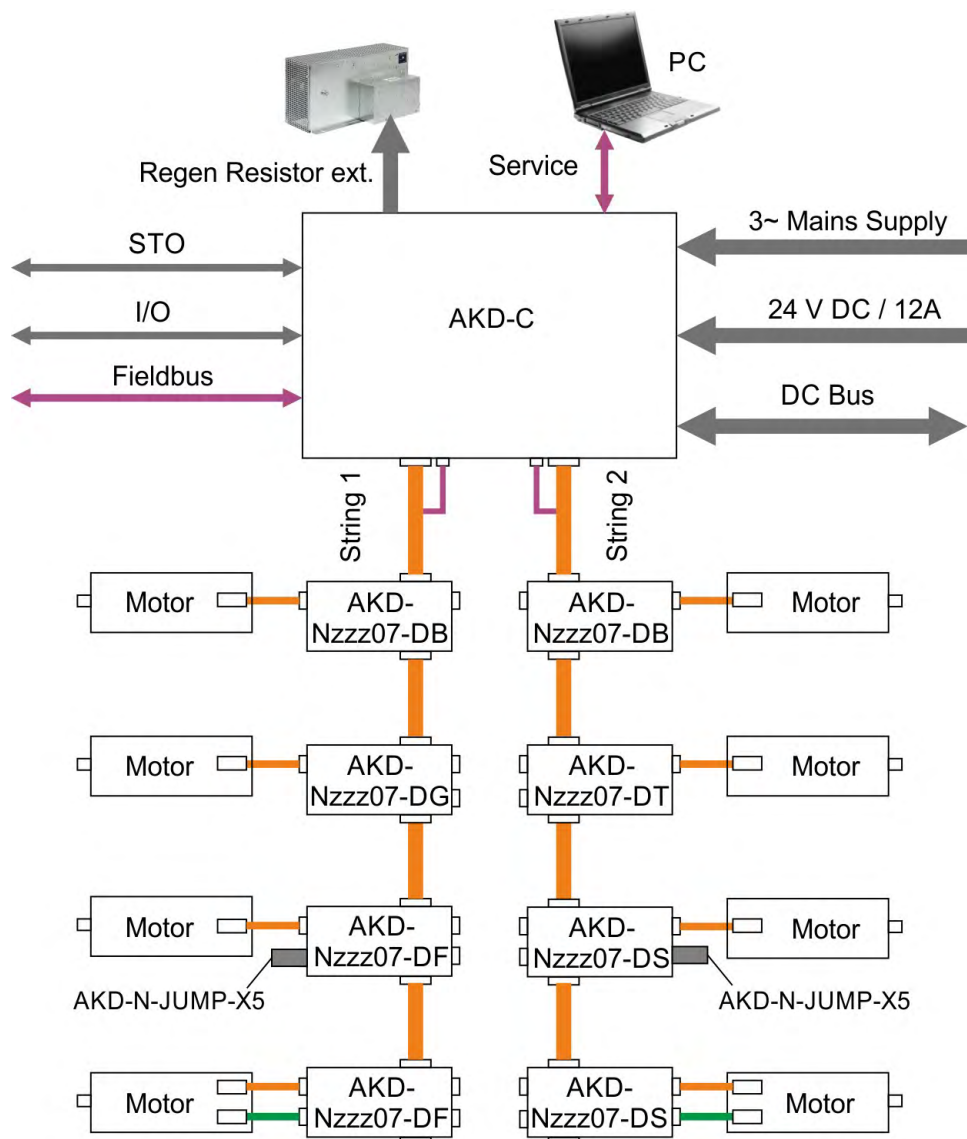 PC
Regen Resistor ext.
Service
STO
3~ Mains Supply
I/O
AKD-C
24 V DC / 12A
Fieldbus
DC Bus
String 1
String 2
Motor
AKD-
Nzzz07-DB
AKD-
Nzzz07-DB
Motor
Motor
AKD-
Nzzz07-DG
AKD-
Nzzz07-DT
Motor
Motor
AKD-
Nzzz07-DF
AKD-
Nzzz07-DS
Motor
AKD-N-JUMP-X5
AKD-N-JUMP-X5
Motor
AKD-
Nzzz07-DF
AKD-
Nzzz07-DS
Motor